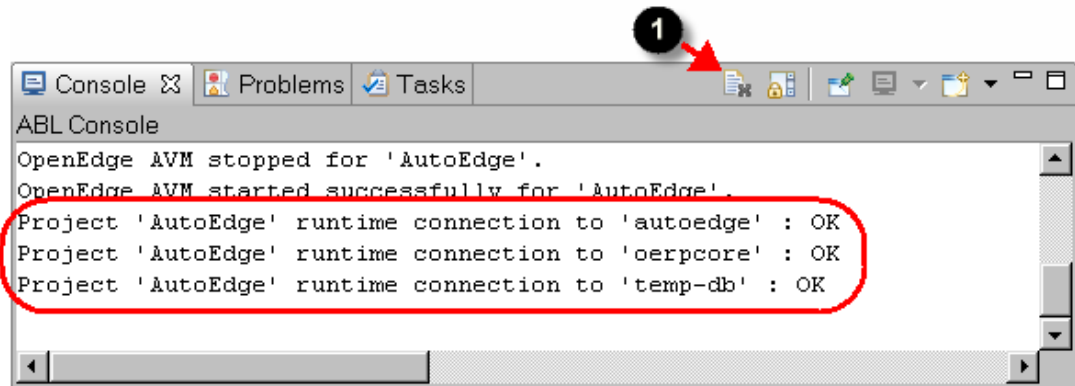 1
Console Problems Tasks
ABL Console
OpenEdge AVM stopped for 'AutoEdge'.
OpenEdge AVM started successfully for 'AutoEdge'.
Project 'AutoEdge' runtime connection to 'autoedge' : OK
Project 'AutoEdge' runtime connection to 'oerpcore' : OK
Project 'AutoEdge' runtime connection to 'temp-db' : OK